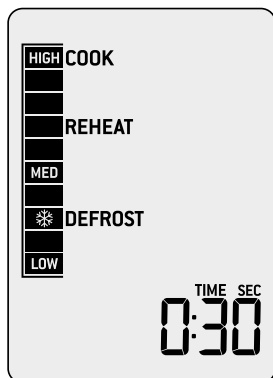 HIGH COOK
REHEAT
MED
DEFROST
LOW
TIME SEC
0:30